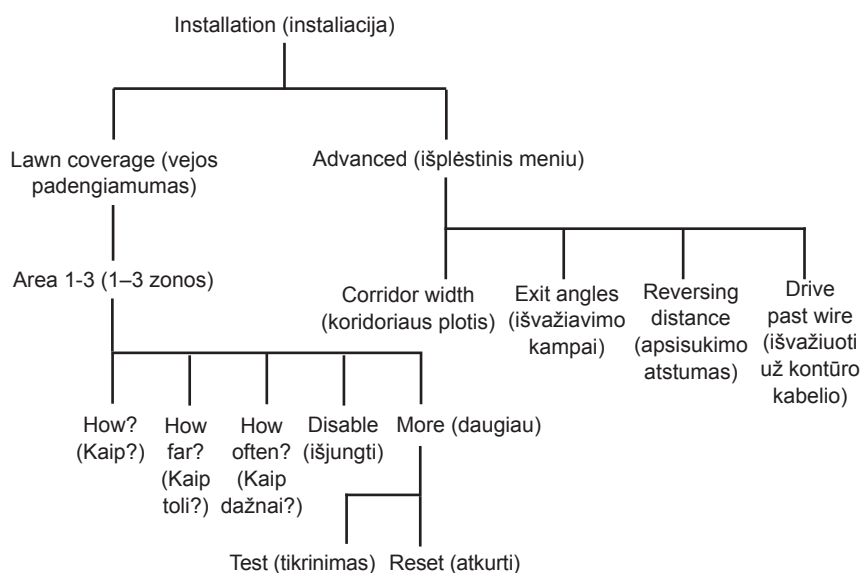 Installation (instaliacija)
Lawn coverage (vejos
padengiamumas)
Advanced (išplėstinis meniu)
Area 1-3 (1–3 zonos)
Corridor width
(koridoriaus plotis)
Exit angles
(išvažiavimo
kampai)
Reversing
distance
(apsisukimo
atstumas)
Drive
past wire
(išvažiuoti
už kontūro
kabelio)
How?
(Kaip?)
How
far?
(Kaip
toli?)
How
often?
(Kaip
dažnai?)
Disable
(išjungti)
More (daugiau)
Test (tikrinimas)
Reset (atkurti)